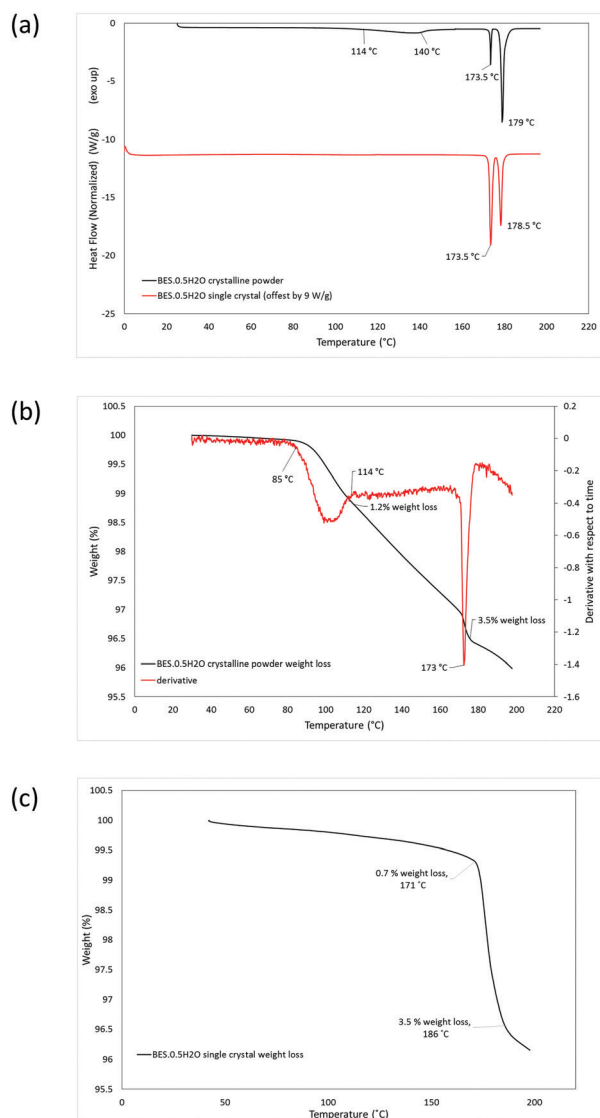 (a)
0
-5
-10
-15
-20
-25
Heat Flow (Normalized) (W/g) (exo up)
114 °C
140 °C
173.5 °C
179 °C
178.5 °C
173.5 °C
BES.0.5H2O crystalline powder
BES.0.5H2O single crystal (offest by 9 W/g)
0 20 40 60 80 100 120 140 160 180 200 220
Temperature (°C)
(b)
100.5
100
99.5
99
98.5
98
97.5
97
96.5
96
95.5
Weight (%)
0.2
0
-0.2
-0.4
-0.6
-0.8
-1
-1.2
-1.4
-1.6
Derivative with respect to time
85 °C
114 °C
1.2% weight loss
3.5% weight loss
173 °C
BES.0.5H2O crystalline powder weight loss
derivative
0 20 40 60 80 100 120 140 160 180 200 220
Temperature (°C)
(c)
100.5
100
99.5
99
98.5
98
97.5
97
96.5
96
95.5
Weight (%)
0.7 % weight loss,
171 °C
3.5 % weight loss,
186 °C
BES.0.5H2O single crystal weight loss
0 50 100 150 200
Temperature (°C)